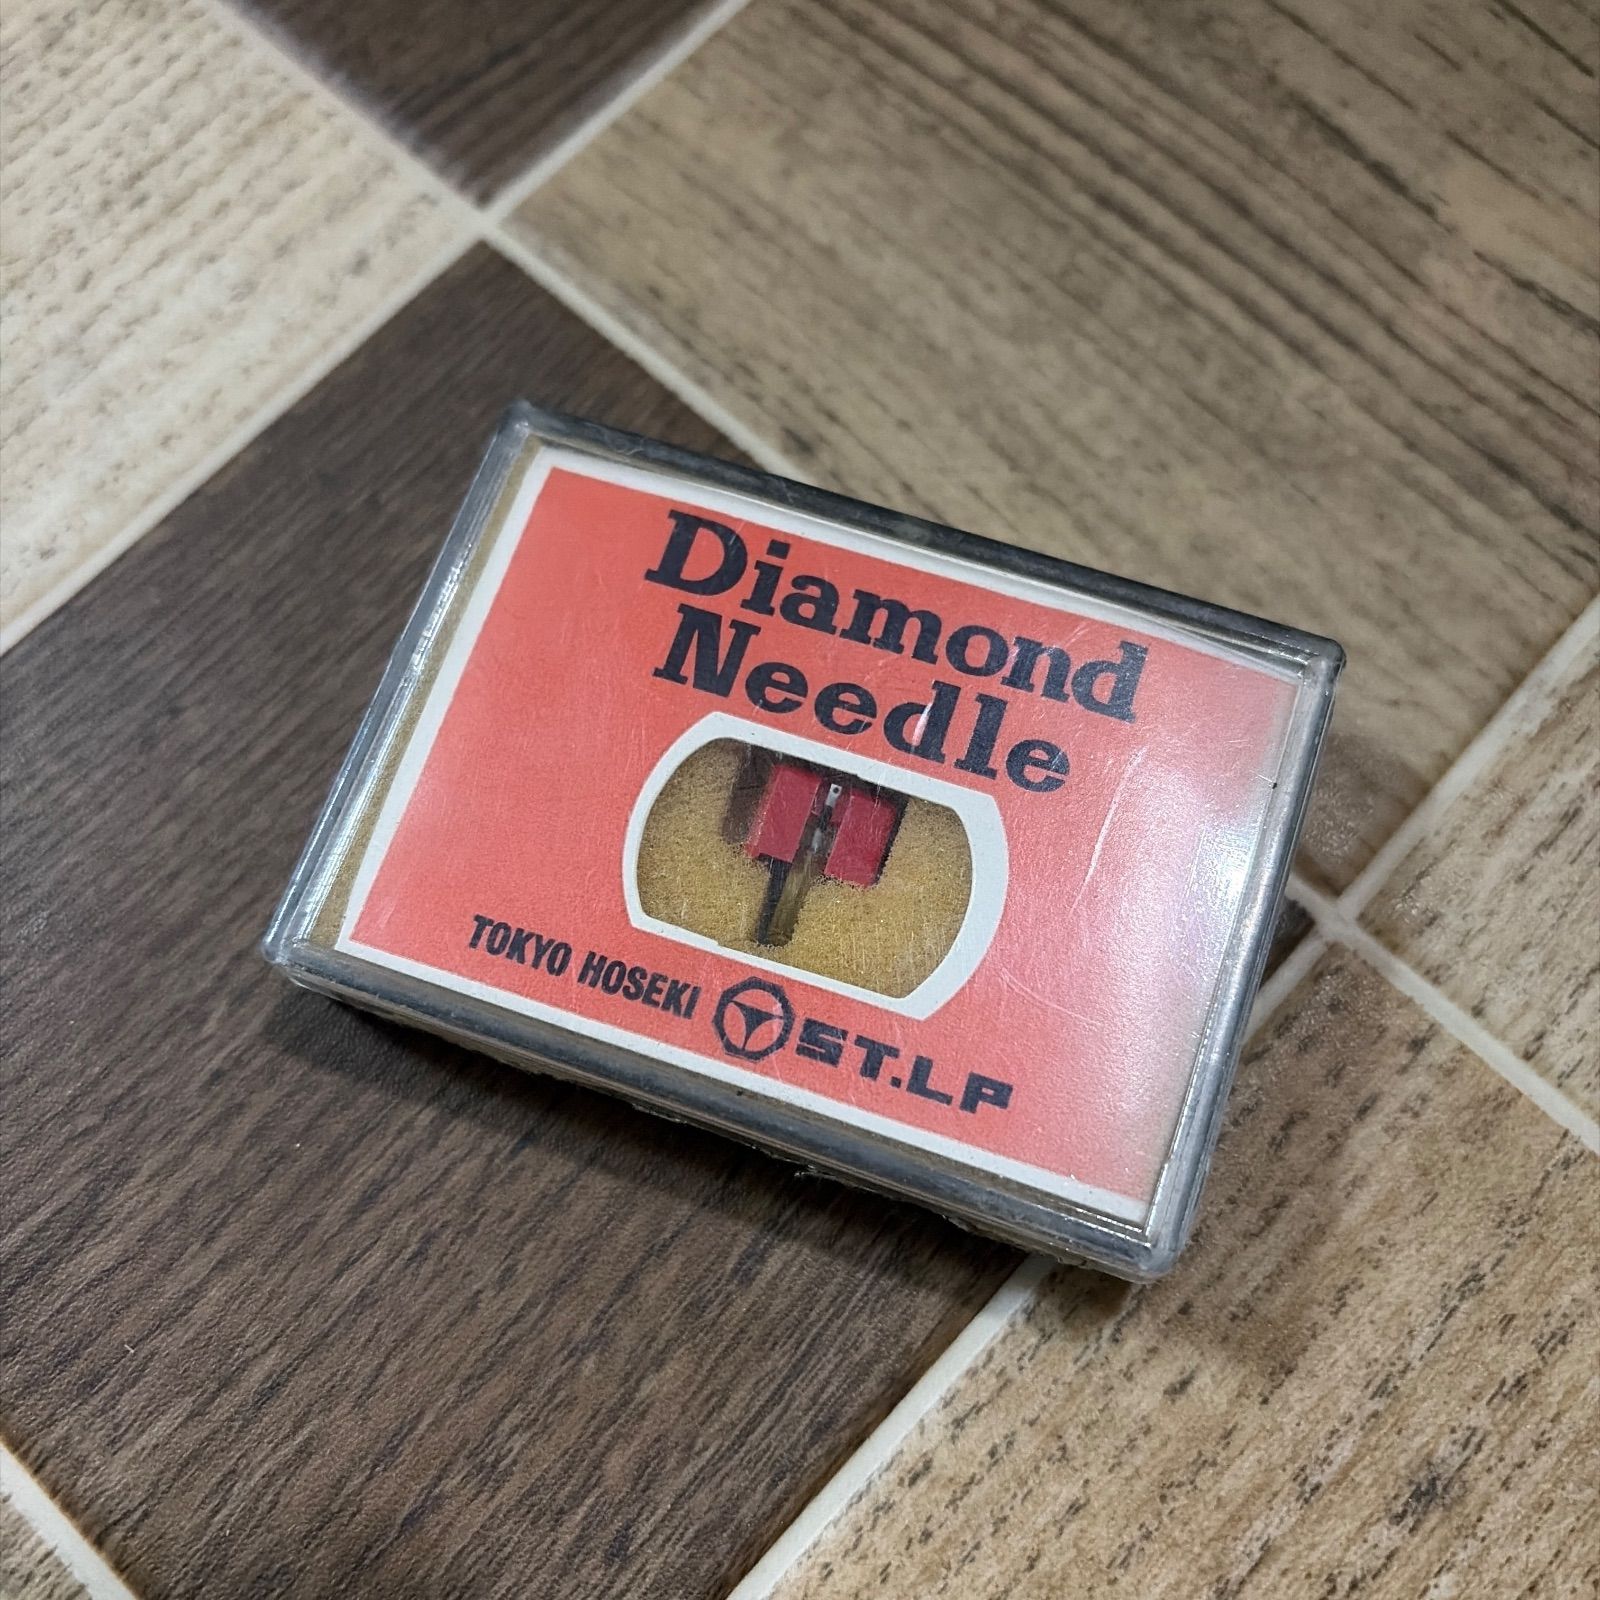 Diamond
Needle
TOKYO HOSEKI ST.LP